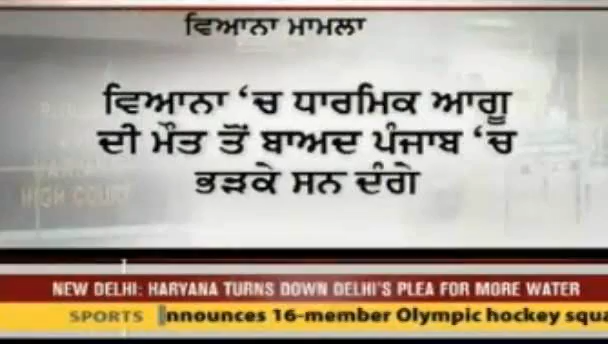 ਵਿਆਨਾ ਮਾਮਲਾ
ਵਿਆਨਾ ‘ਚ ਧਾਰਮਿਕ ਆਗੂ
ਦੀ ਮੌਤ ਤੋਂ ਬਾਅਦ ਪੰਜਾਬ ‘ਚ
ਭੜਕੇ ਸਨ ਦੰਗੇ
HIGH COURT
NEW DELHI: HARYANA TURNS DOWN DELHI'S PLEA FOR MORE WATER
SPORTS nnounces 16-member Olympic hockey squa